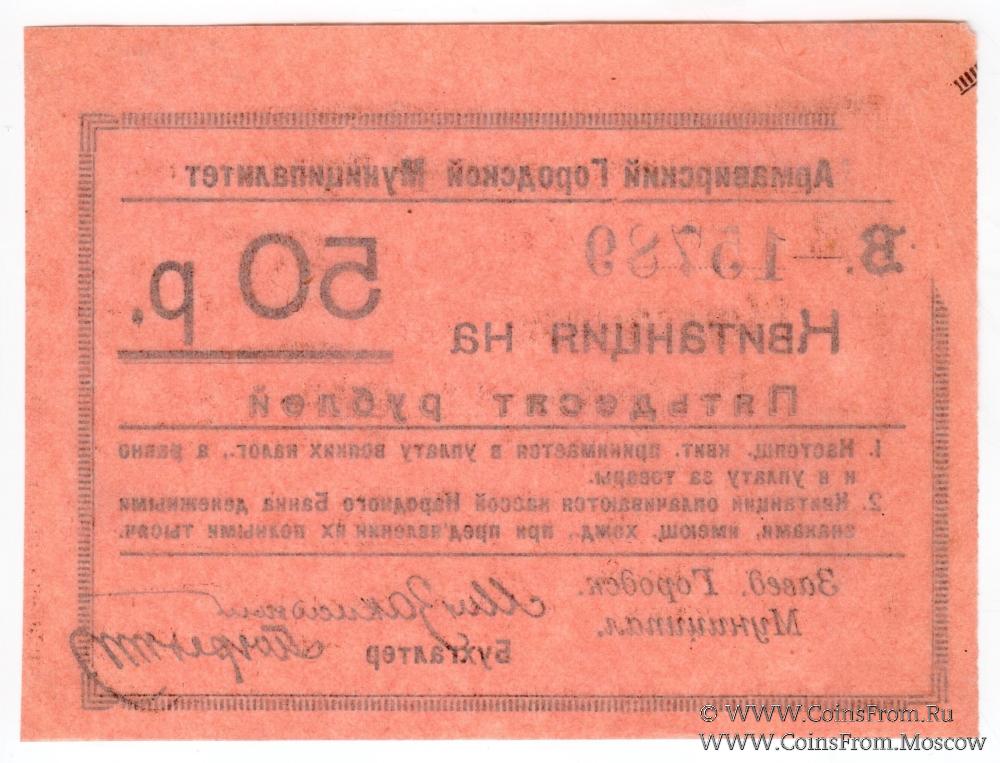 Армавирский Городской Муниципалитет
В. — 15789
50 р.
Квитанция на
Пятьдесят рублей
1. Настоящ. квит. принимается в уплату всяких налог., а равно
и в уплату за товары.
2. Квитанции оплачиваются кассой Народного Банка денежными
знаками, имеющ. хожд., при предъявлении их полными тысяч.
Завед. Городск.
Муниципал.
Бухгалтер
© WWW.CoinsFrom.Ru
WWW.CoinsFrom.Moscow